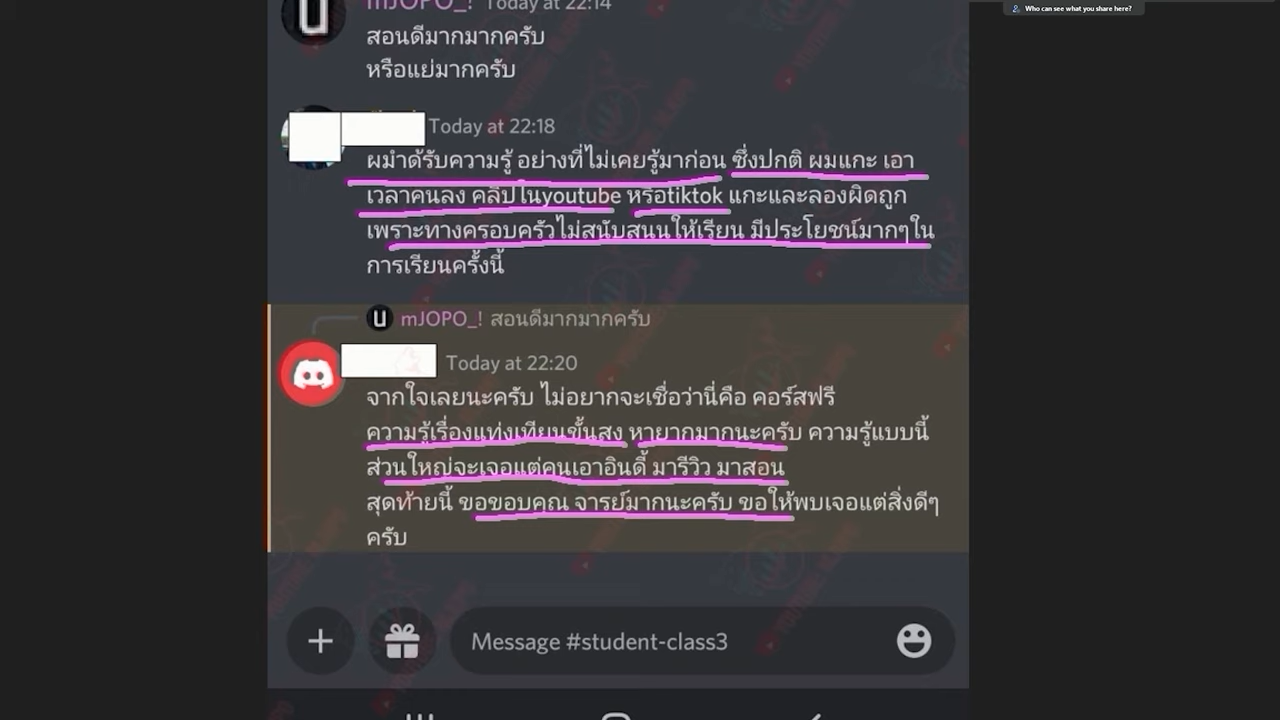 Who can see what you share here?
mJOPO_! Today at 22:14
สอนดีมากมากครับ
หรือแย่มากครับ
Today at 22:18
ผมำด้รับความรู้ อย่างที่ไม่เคยรู้มาก่อน ซึ่งปกติ ผมแกะ เอา
เวลาคนลง คลิปในyoutube หรือtiktok แกะและลองผิดถูก
เพราะทางครอบครัวไม่สนับสนุนให้เรียน มีประโยชน์มากๆใน
การเรียนครั้งนี้
mJOPO_! สอนดีมากมากครับ
Today at 22:20
จากใจเลยนะครับ ไม่อยากจะเชื่อว่านี่คือ คอร์สฟรี
ความรู้เรื่องแท่งเทียนขั้นสูง หายากมากนะครับ ความรู้แบบนี้
ส่วนใหญ่จะเจอแต่คนเอาอินดี้ มารีวิว มาสอน
สุดท้ายนี้ ขอขอบคุณ จารย์มากนะครับ ขอให้พบเจอแต่สิ่งดีๆ
ครับ
Message #student-class3